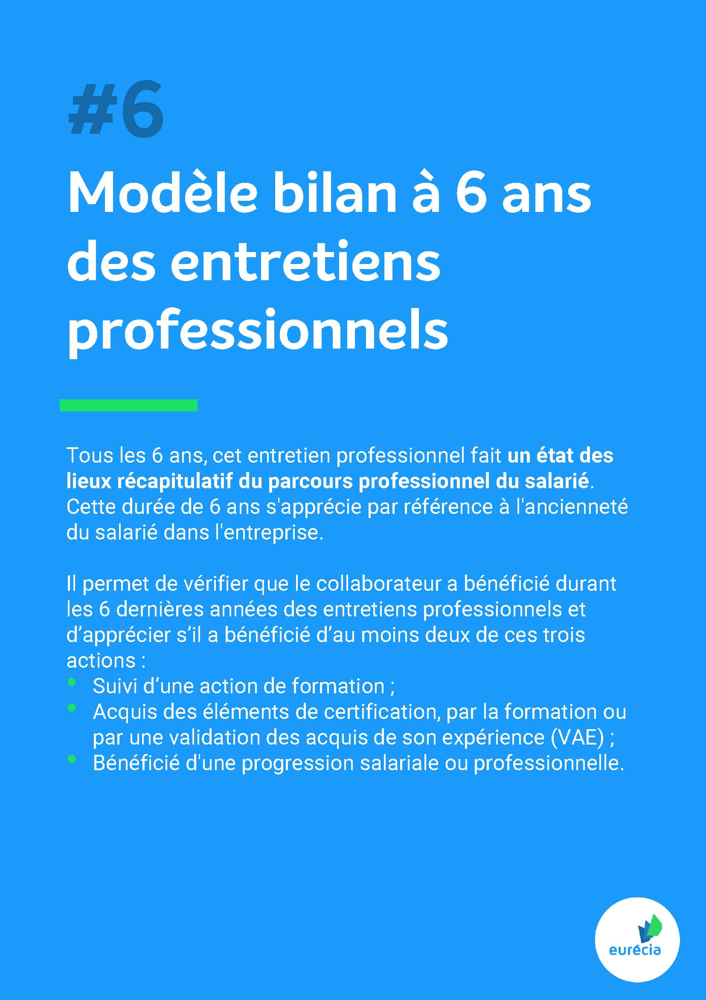 #6
Modèle bilan à 6 ans
des entretiens
professionnels
Tous les 6 ans, cet entretien professionnel fait un état des
lieux récapitulatif du parcours professionnel du salarié.
Cette durée de 6 ans s'apprécie par référence à l'ancienneté
du salarié dans l'entreprise.
Il permet de vérifier que le collaborateur a bénéficié durant
les 6 dernières années des entretiens professionnels et
d’apprécier s’il a bénéficié d’au moins deux de ces trois
actions :
• Suivi d’une action de formation ;
• Acquis des éléments de certification, par la formation ou
par une validation des acquis de son expérience (VAE) ;
• Bénéficié d'une progression salariale ou professionnelle.
eurécia